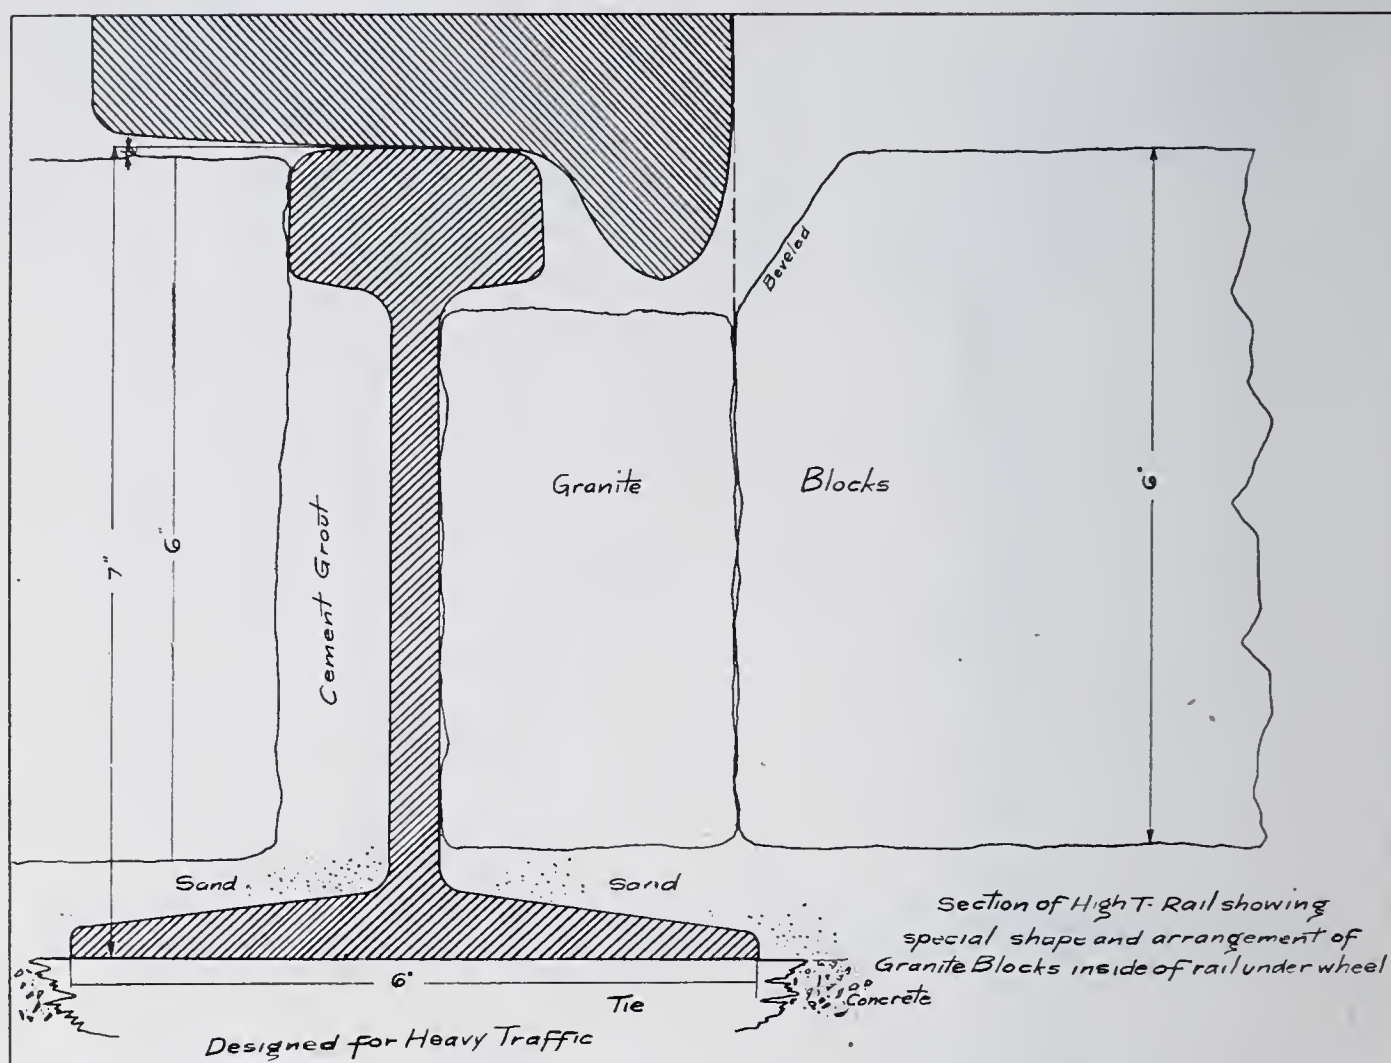 Beveled
Granite Blocks
6"
7"
6"
Cement Grout
Sand
Sand
Section of High T. Rail showing
special shape and arrangement of
Granite Blocks inside of rail under wheel
Concrete
6"
Tie
Designed for Heavy Traffic